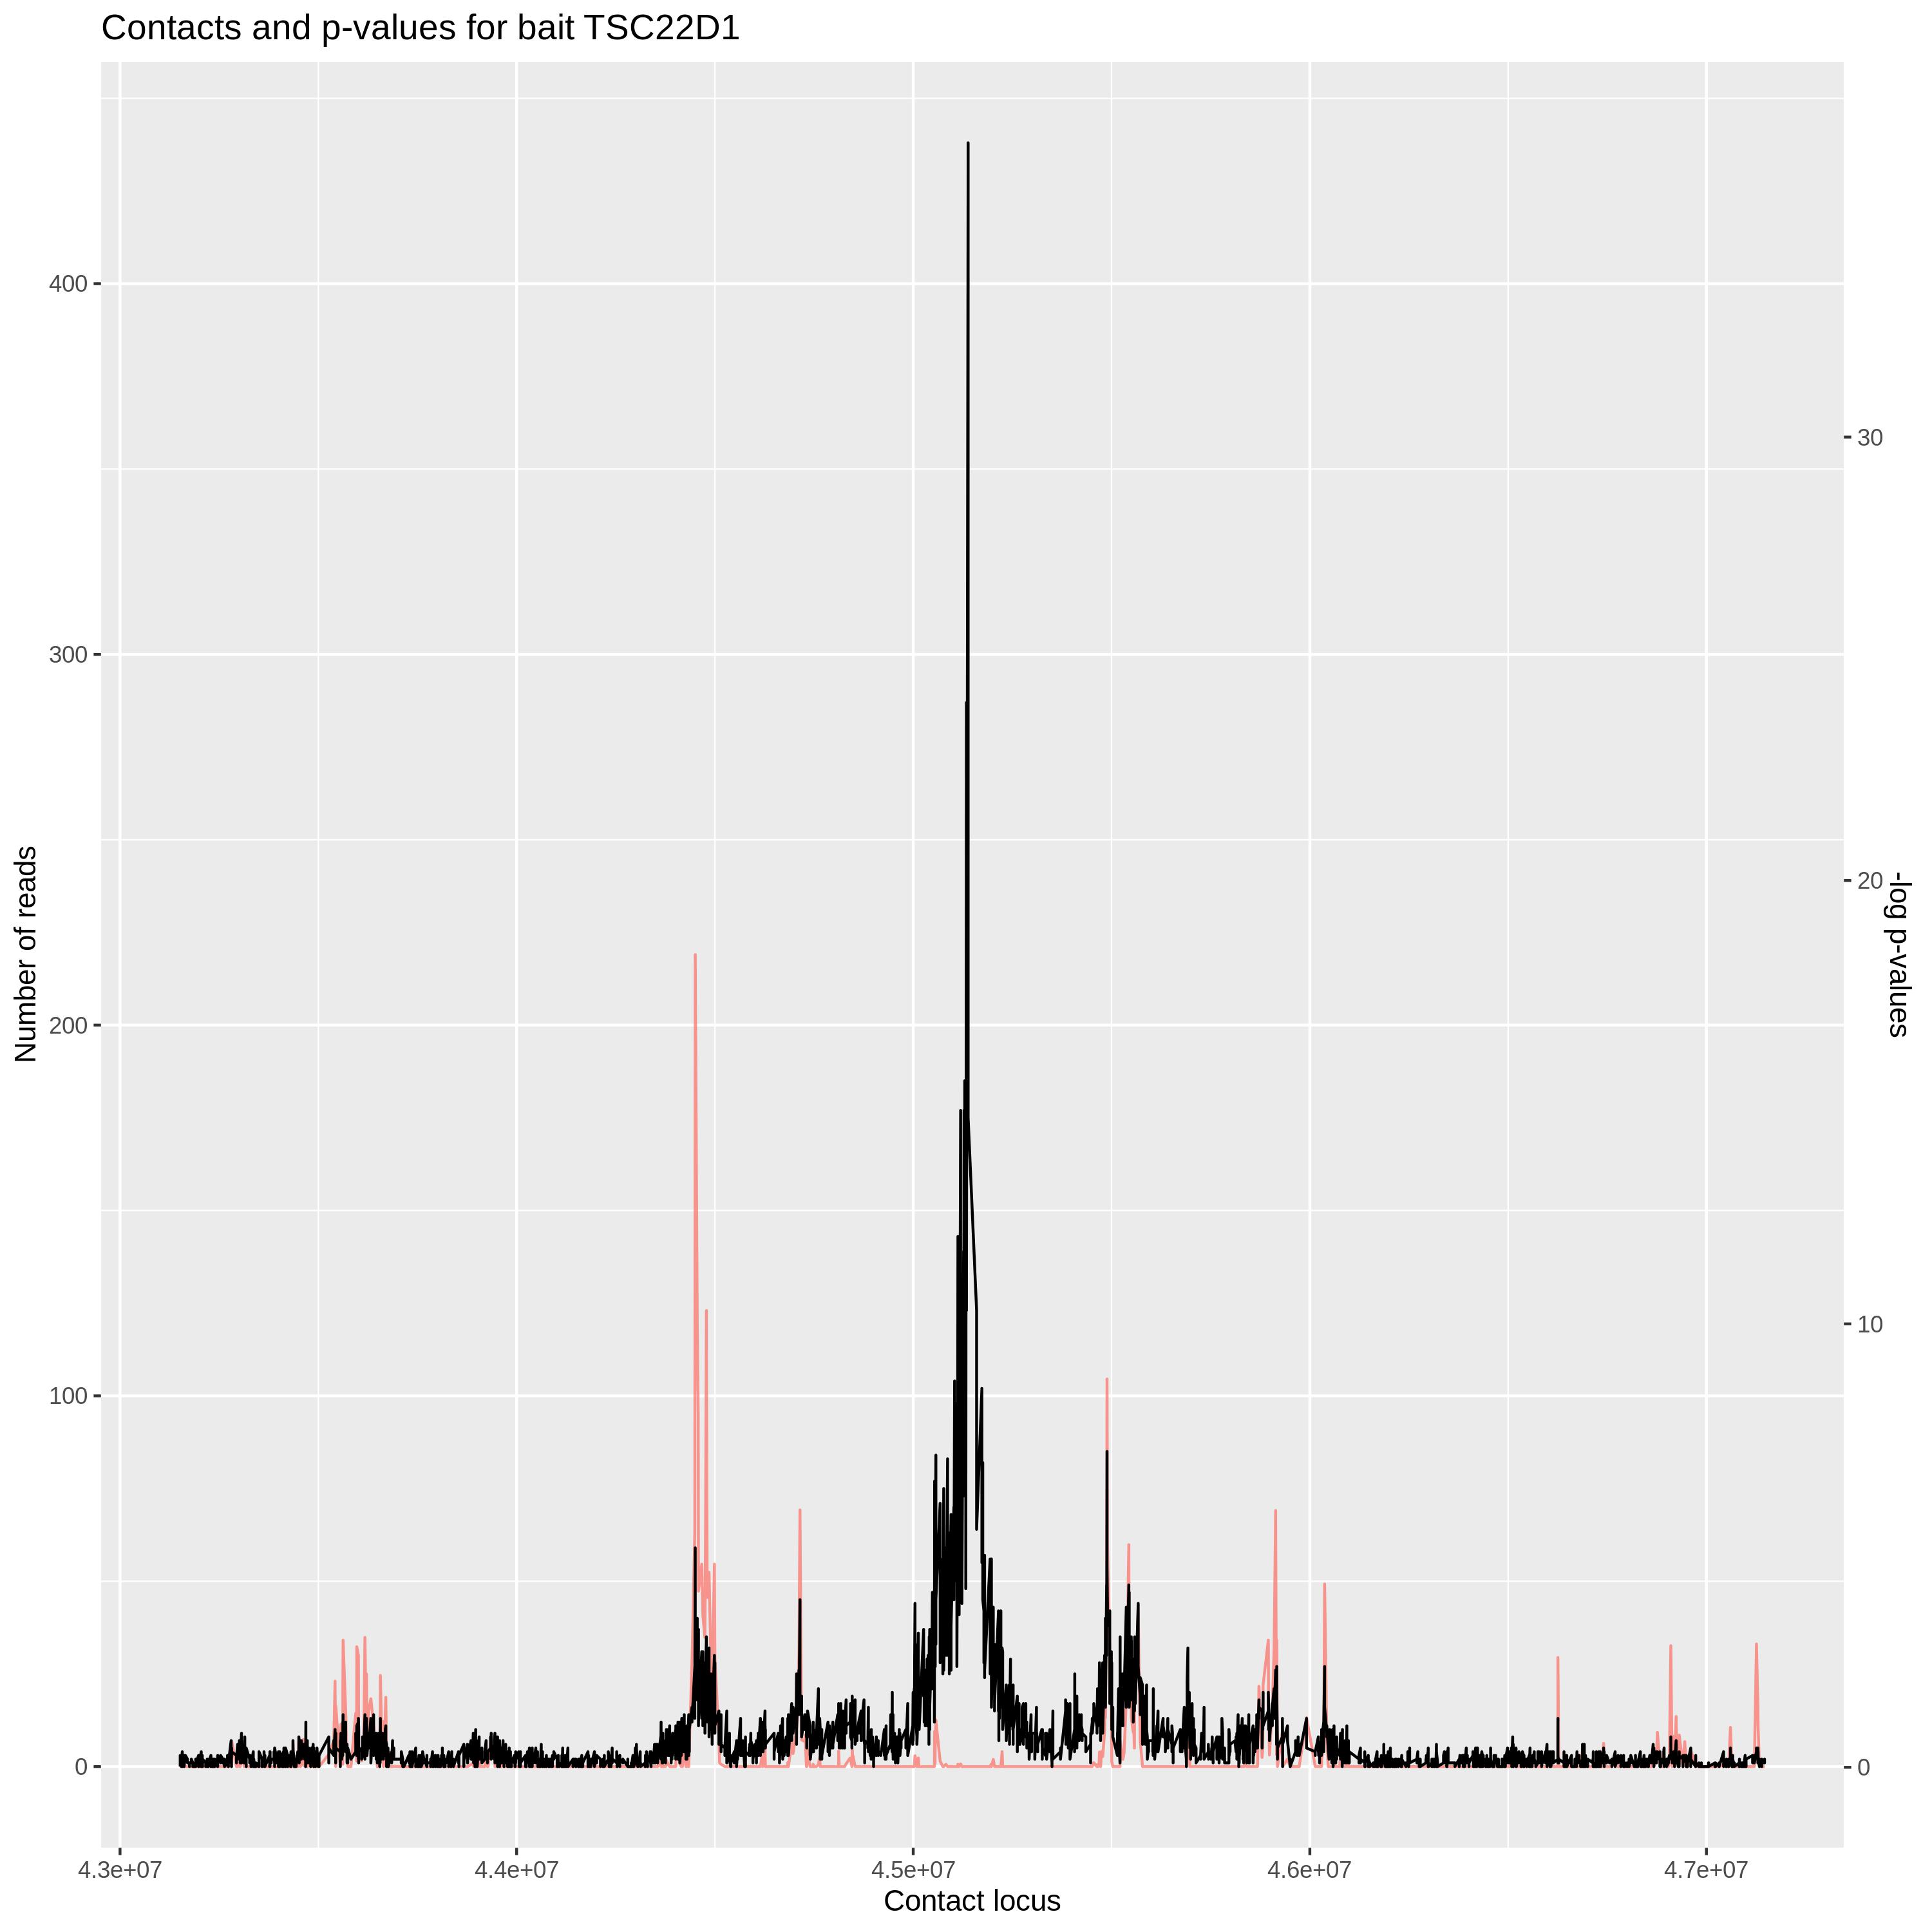 Contacts and p-values for bait TSC22D1
Number of reads
400
300
200
100
0
30
20
10
0
-log p-values
4.3e+07
4.4e+07
4.5e+07
4.6e+07
4.7e+07
Contact locus